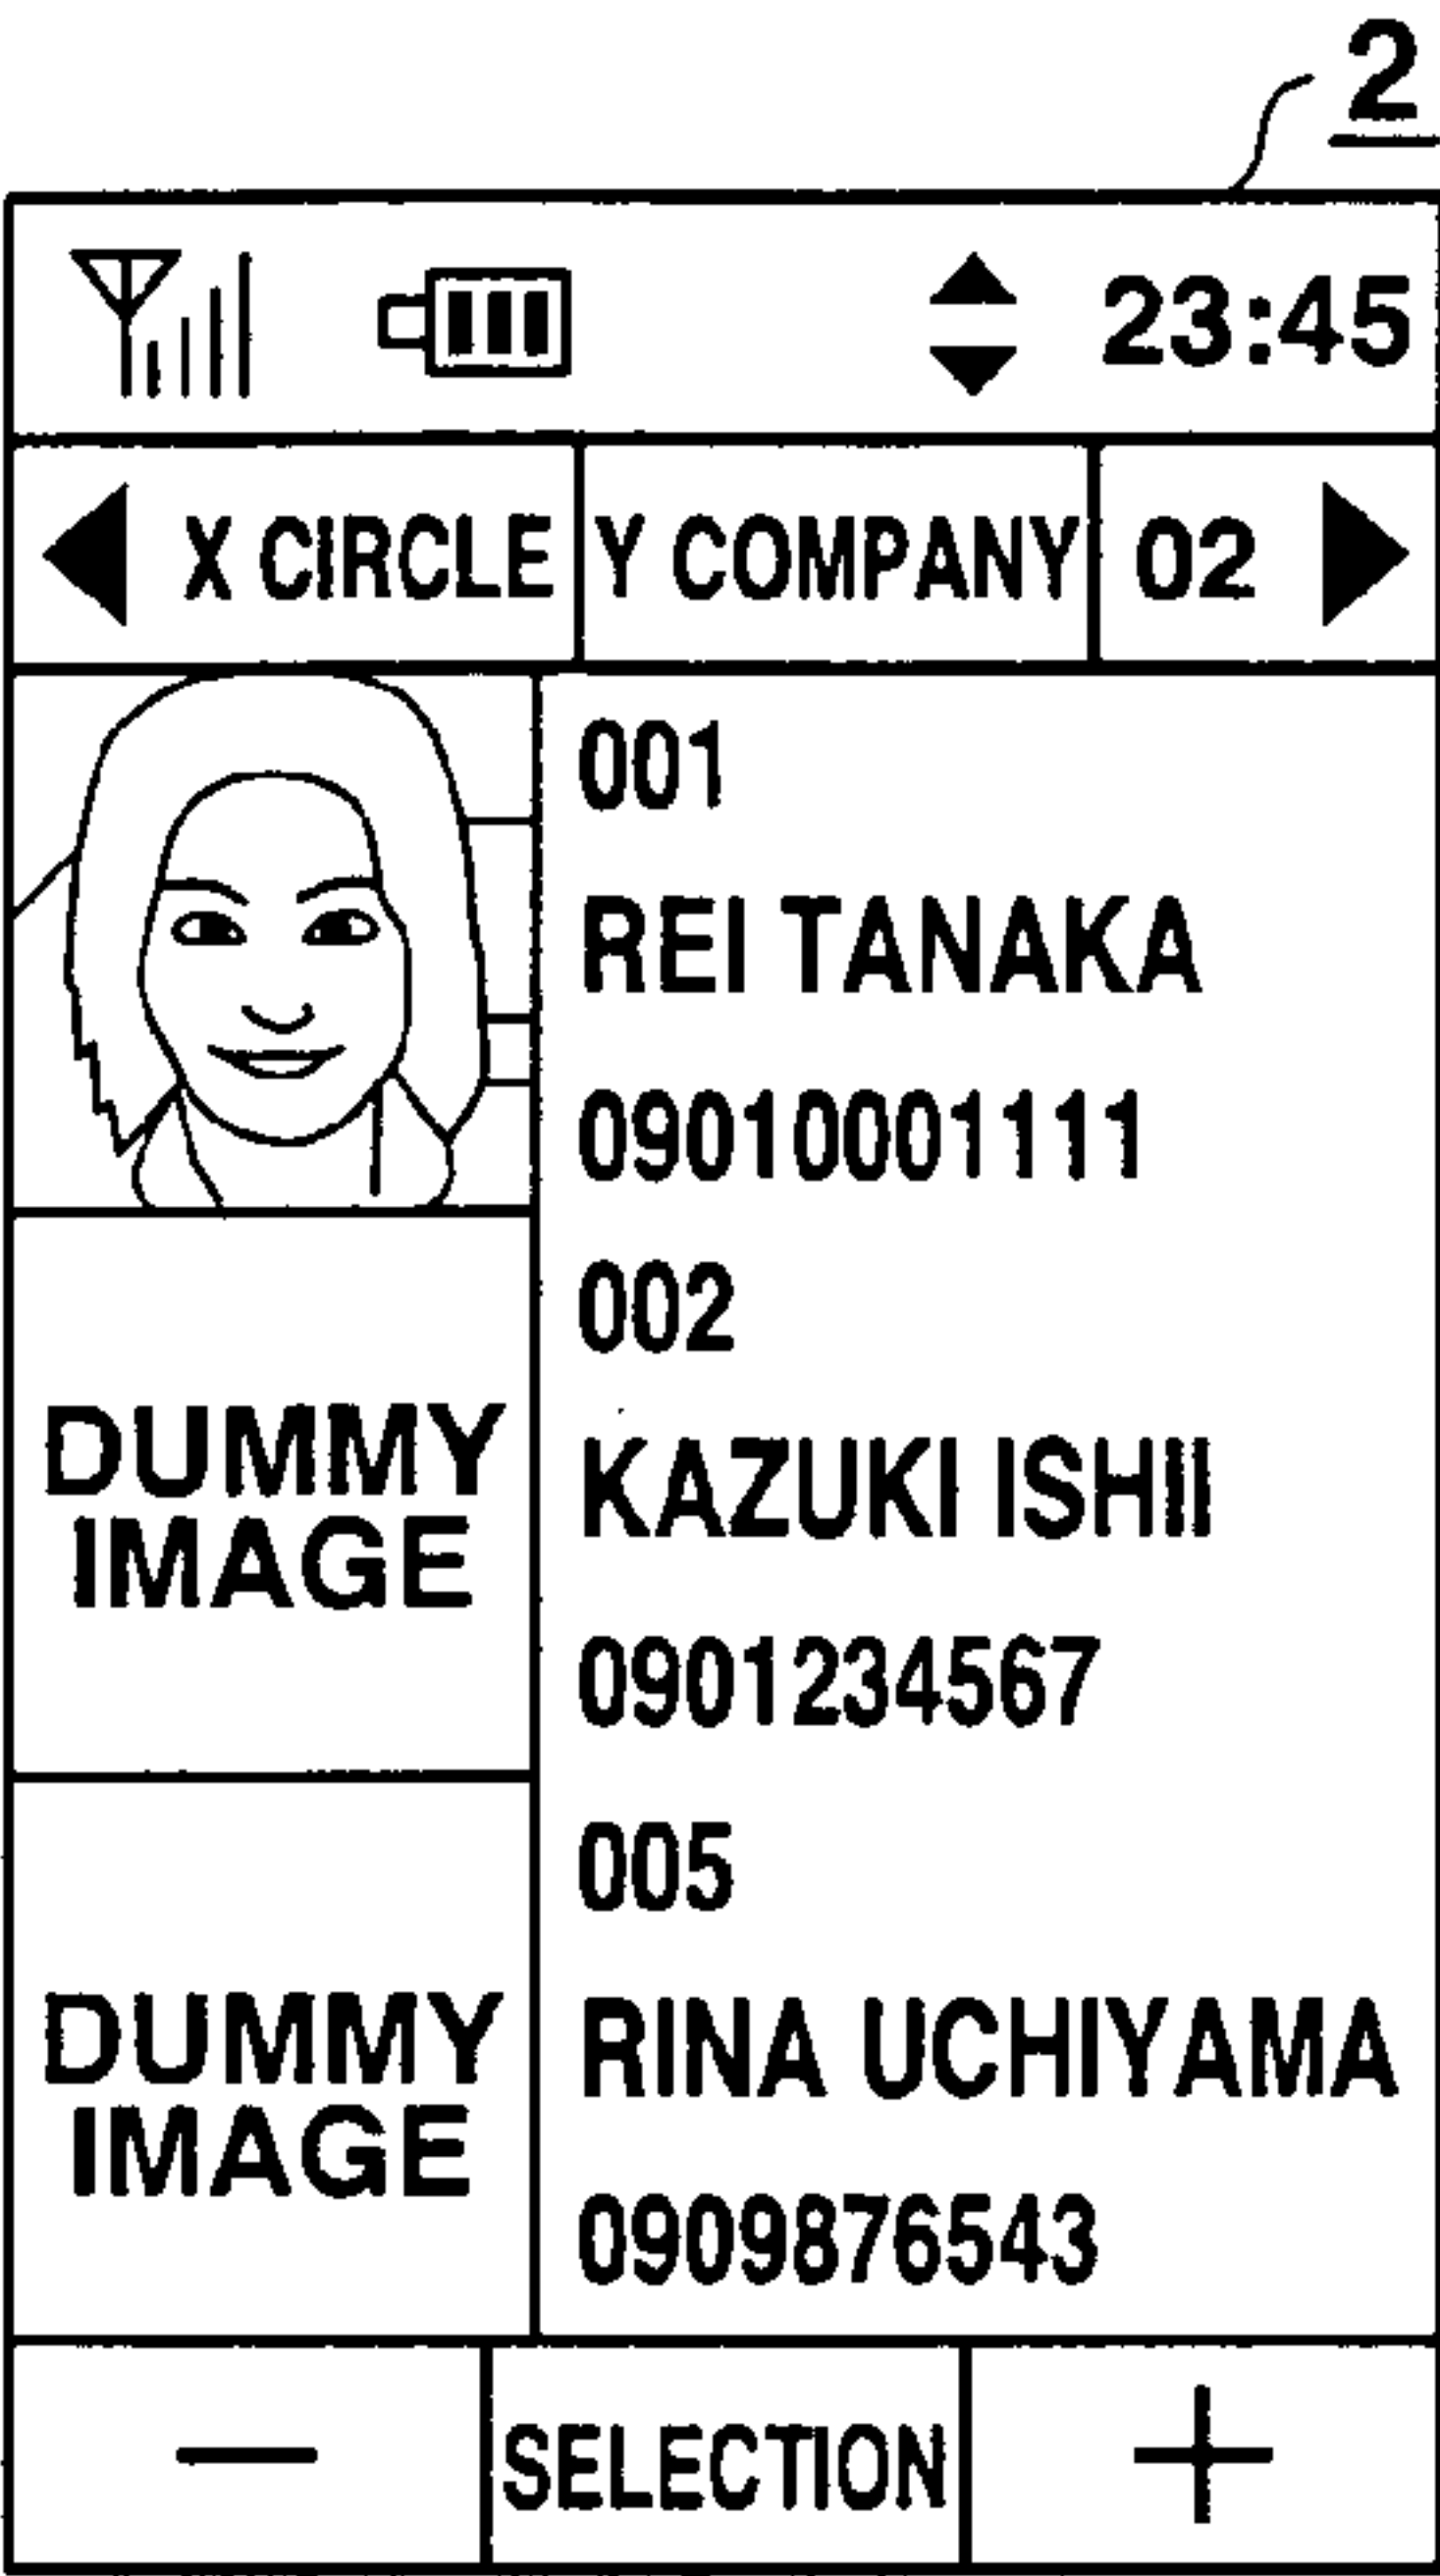 2
23:45
X CIRCLE Y COMPANY 02
001
REI TANAKA
09010001111
002
DUMMY
IMAGE
KAZUKI ISHII
0901234567
005
DUMMY
IMAGE
RINA UCHIYAMA
0909876543
SELECTION